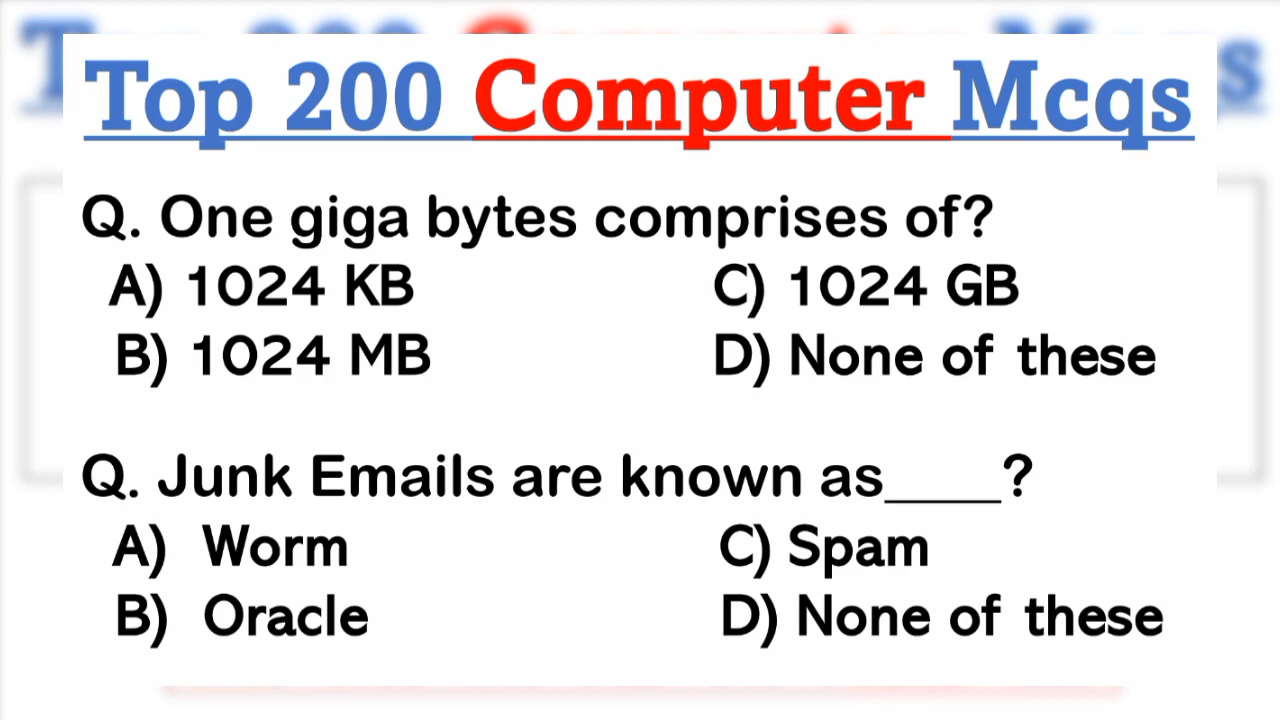 Top 200 Computer Mcqs
Q. One giga bytes comprises of?
A) 1024 KB
C) 1024 GB
B) 1024 MB
D) None of these
Q. Junk Emails are known as____?
A) Worm
C) Spam
B) Oracle
D) None of these